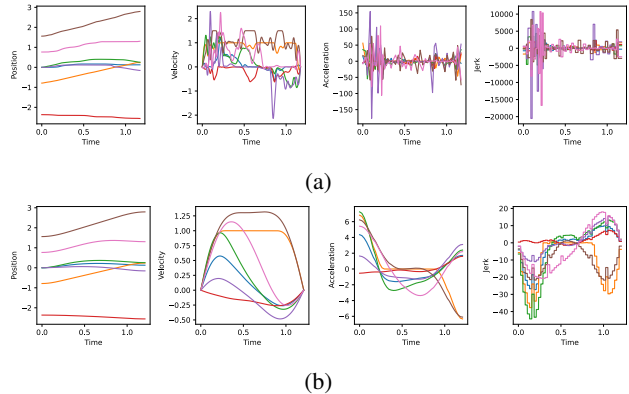 3
2
1
0
−1
−2
Position
0.0 0.5 1.0
Time
2
1
0
−1
−2
Velocity
0.0 0.5 1.0
Time
150
100
50
0
−50
−100
−150
Acceleration
0.0 0.5 1.0
Time
10000
5000
0
−5000
−10000
−15000
−20000
Jerk
0.0 0.5 1.0
Time
(a)
3
2
1
0
−1
−2
Position
0.0 0.5 1.0
Time
1.25
1.00
0.75
0.50
0.25
0.00
−0.25
−0.50
Velocity
0.0 0.5 1.0
Time
6
4
2
0
−2
−4
−6
Acceleration
0.0 0.5 1.0
Time
20
10
0
−10
−20
−30
−40
Jerk
0.0 0.5 1.0
Time
(b)